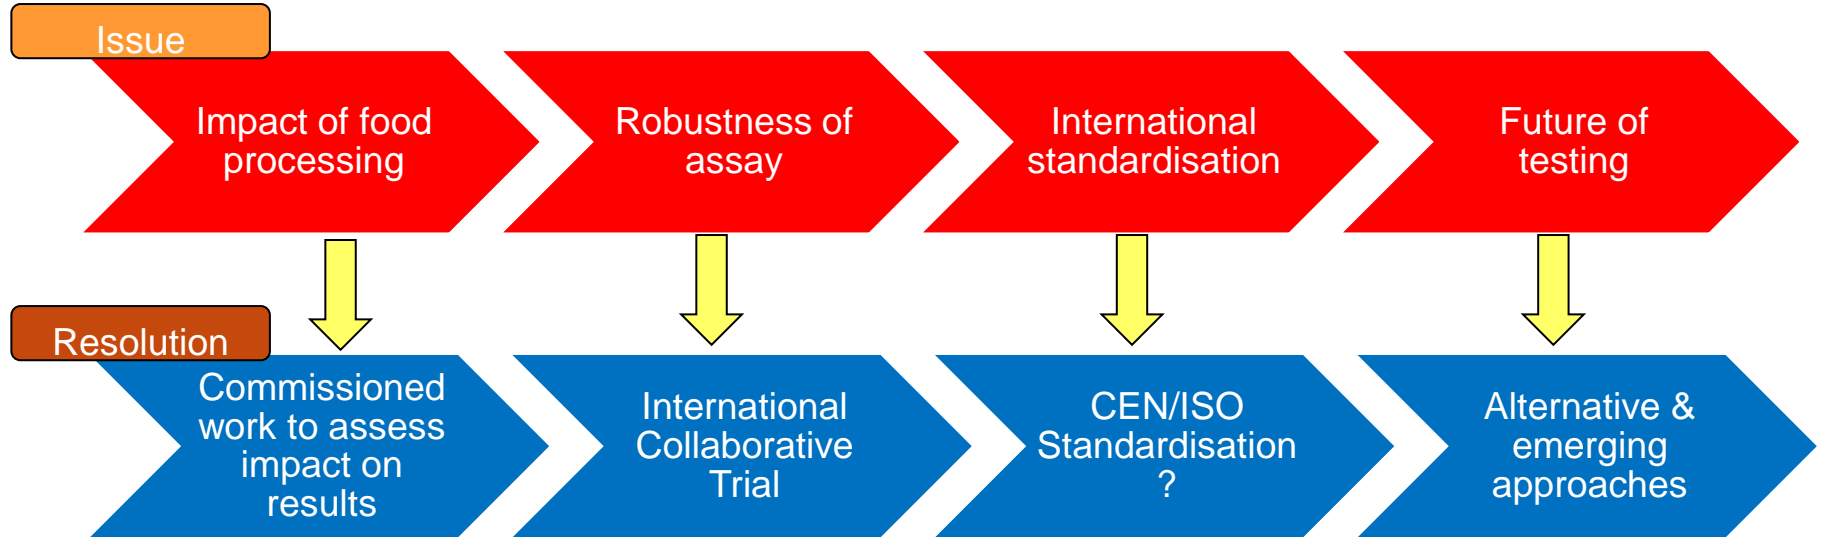 Issue
Impact of food
processing
Robustness of
assay
International
standardisation
Future of
testing
Resolution
Commissioned
work to assess
impact on
results
International
Collaborative
Trial
CEN/ISO
Standardisation
?
Alternative &
emerging
approaches